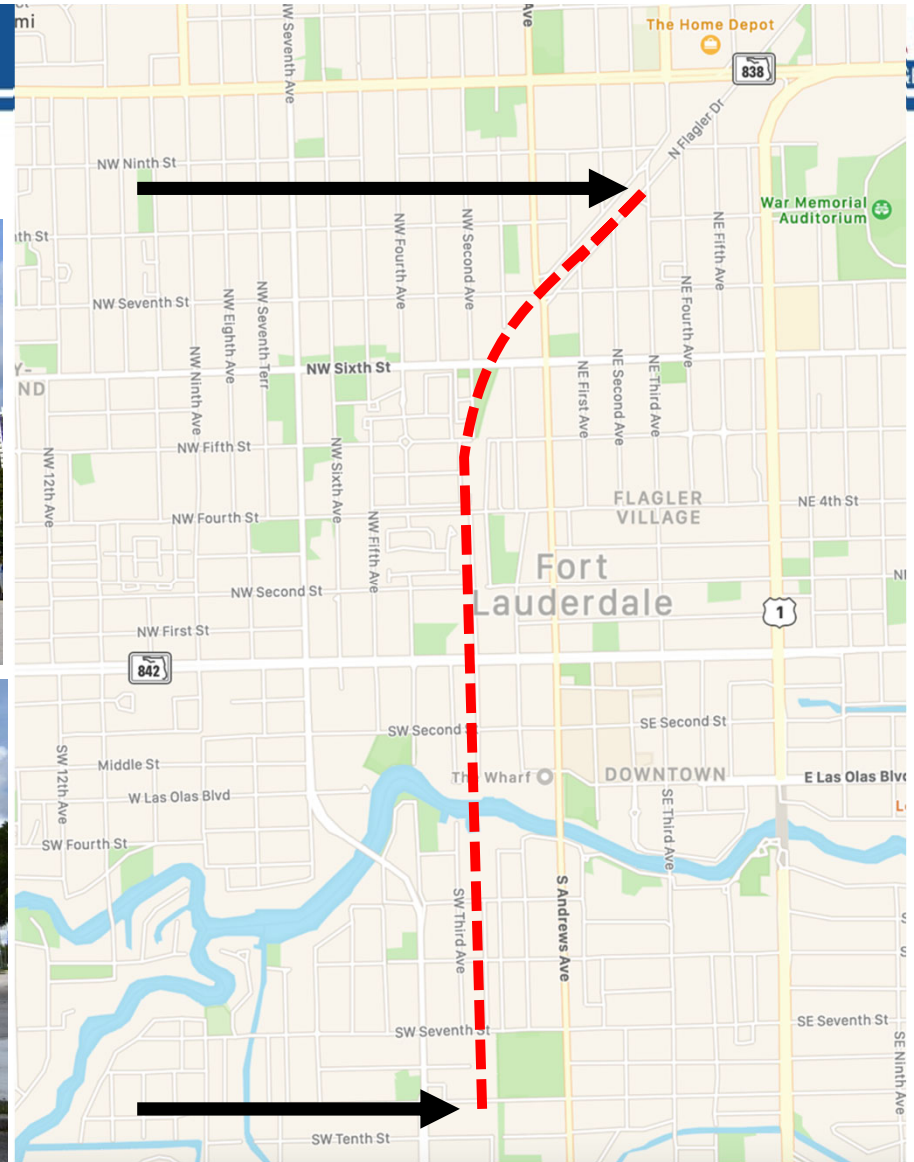 mi
W Seventh Ave
Ave
The Home Depot
838
N Flagler Dr
NW Ninth St
War Memorial
Auditorium
th St
NW Fourth Ave
NW Second Ave
NE Fifth Ave
NW Seventh St
NW Eighth Ave
NW Seventh Terr
NE Fourth Ave
NW Ninth Ave
NW Sixth St
NE First Ave
NE Second Ave
NE Third Ave
Y-
ND
NW Fifth St
NW 12th Ave
NW Sixth Ave
FLAGLER
VILLAGE
NE 4th St
NW Fourth St
NW Fifth Ave
Fort
Lauderdale
NW Second St
1
NW First St
842
SW Second S
SE Second St
SW 12th Ave
Middle St
The Wharf
DOWNTOWN
E Las Olas Blvd
W Las Olas Blvd
SE Third Ave
SW Fourth St
SW Third Ave
S Andrews Ave
SW Seventh St
SE Seventh St
SE Ninth Ave
SW Tenth St